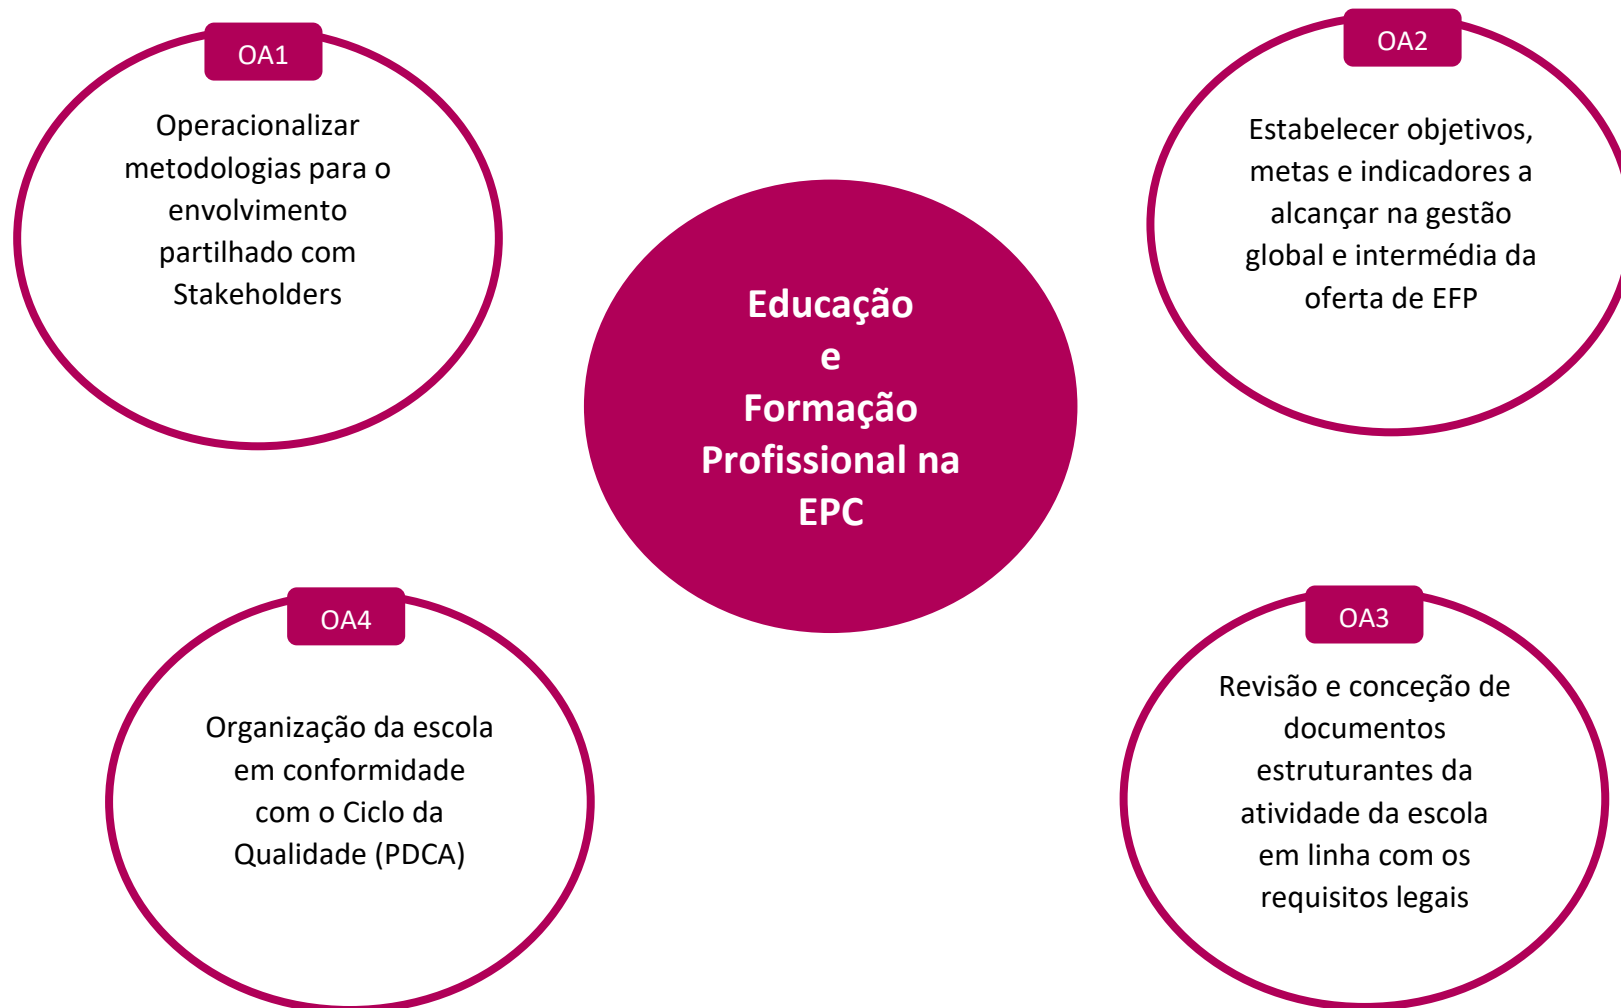 OA1
Operacionalizar
metodologias para o
envolvimento
partilhado com
Stakeholders
OA2
Estabelecer objetivos,
metas e indicadores a
alcançar na gestão
global e intermédia da
oferta de EFP
Educação
e
Formação
Profissional na
EPC
OA4
Organização da escola
em conformidade
com o Ciclo da
Qualidade (PDCA)
OA3
Revisão e conceção de
documentos
estruturantes da
atividade da escola
em linha com os
requisitos legais